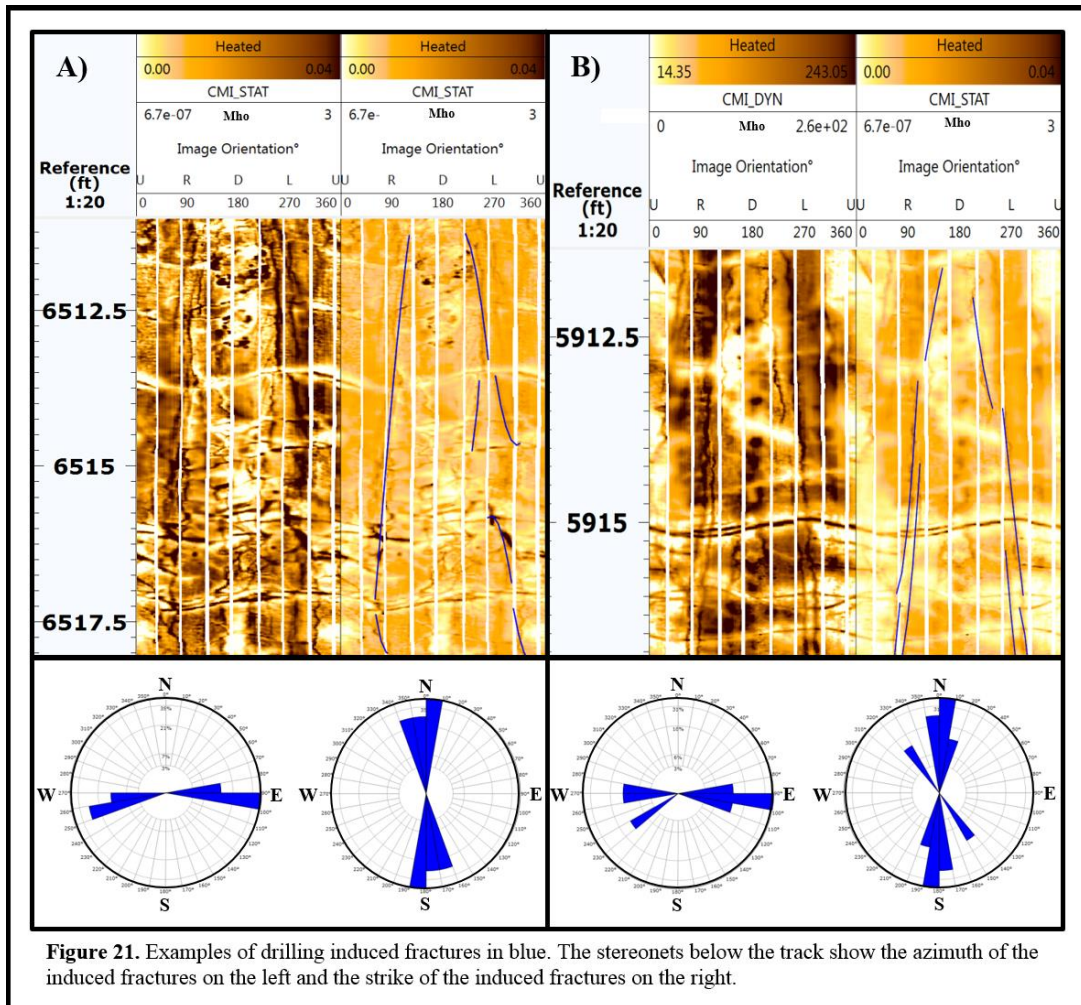 A)
Heated
0.00 0.04
CMI_STAT
6.7e-07 Mho 3
Image Orientation°
Reference
(ft)
1:20
U R D L U
0 90 180 270 360
Heated
0.00 0.04
CMI_STAT
6.7e- Mho 3
Image Orientation°
U R D L U
0 90 180 270 360
6512.5
6515
6517.5
B)
Heated
14.35 243.05
CMI_DYN
0 Mho 2.6e+02
Image Orientation°
Reference
(ft)
1:20
U R D L U
0 90 180 270 360
Heated
0.00 0.04
CMI_STAT
6.7e-07 Mho 3
Image Orientation°
U R D L U
0 90 180 270 360
5912.5
5915
N
W E
S
N
W E
S
N
W E
S
N
W E
S
Figure 21. Examples of drilling induced fractures in blue. The stereonets below the track show the azimuth of the
induced fractures on the left and the strike of the induced fractures on the right.